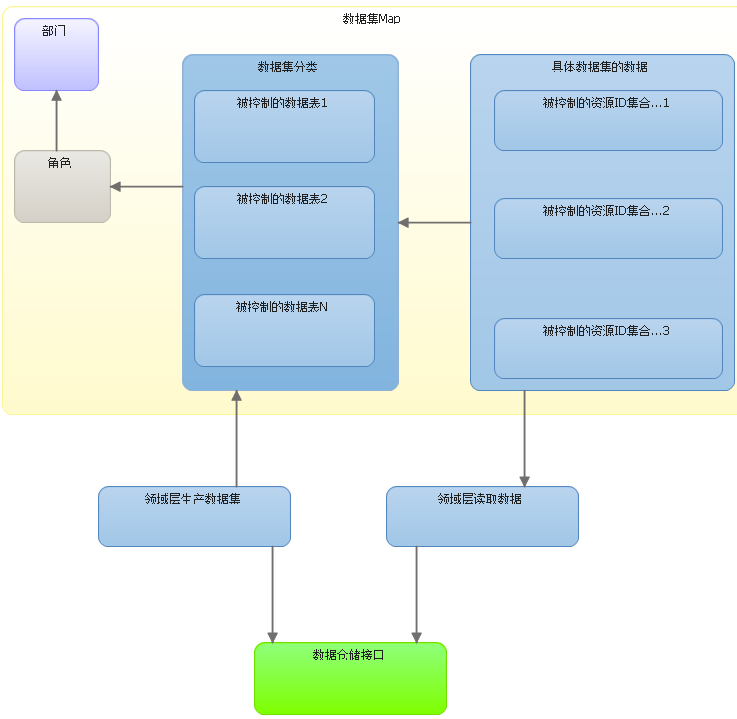 数据集Map
部门
角色
数据集分类
被控制的数据表1
被控制的数据表2
被控制的数据表N
具体数据集的数据
被控制的资源ID集合...1
被控制的资源ID集合...2
被控制的资源ID集合...3
领域层生产数据集
领域层读取数据
数据仓储接口